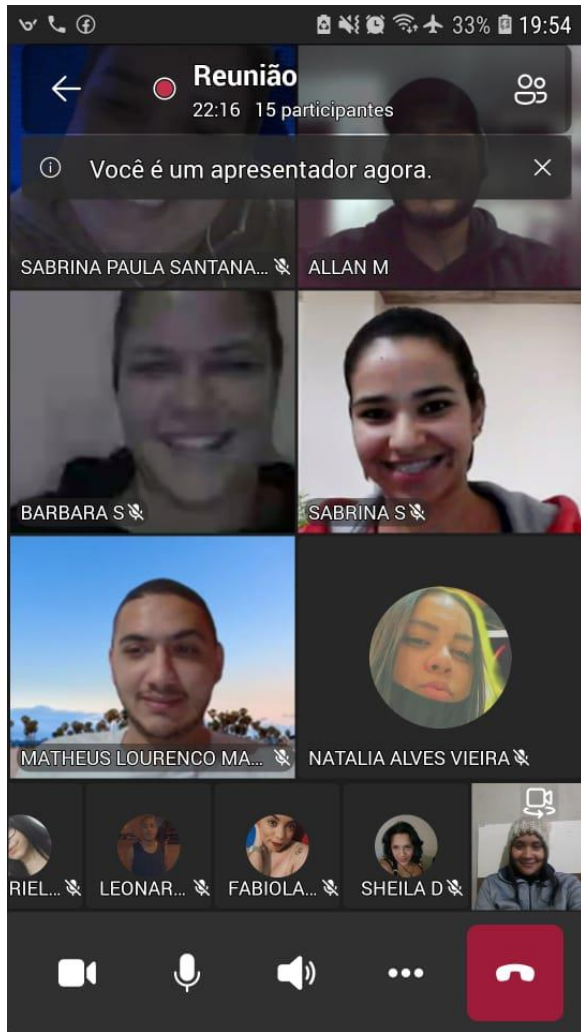 33% 19:54
Reunião
22:16 15 participantes
Você é um apresentador agora.
SABRINA PAULA SANTANA... ALLAN M
BARBARA S SABRINA S
MATHEUS LOURENCO MA... NATALIA ALVES VIEIRA
RIEL... LEONAR... FABIOLA... SHEILA D